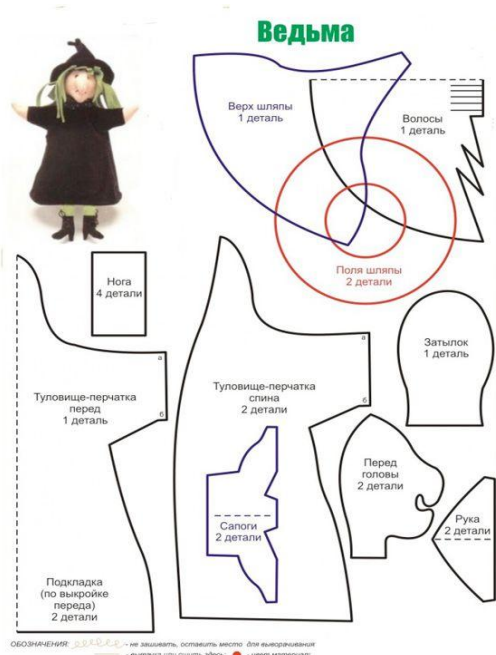 Ведьма
Верх шляпы
1 деталь
Волосы
1 деталь
Поля шляпы
2 детали
Нога
4 детали
а
а
Затылок
1 деталь
Туловище-перчатка
перед
1 деталь
Туловище-перчатка
спина
2 детали
б
б
Перед
головы
2 детали
Сапоги
2 детали
Рука
2 детали
Подкладка
(по выкройке
переда)
2 детали
ОБОЗНАЧЕНИЯ: – не зашивать, оставить место для выворачивания